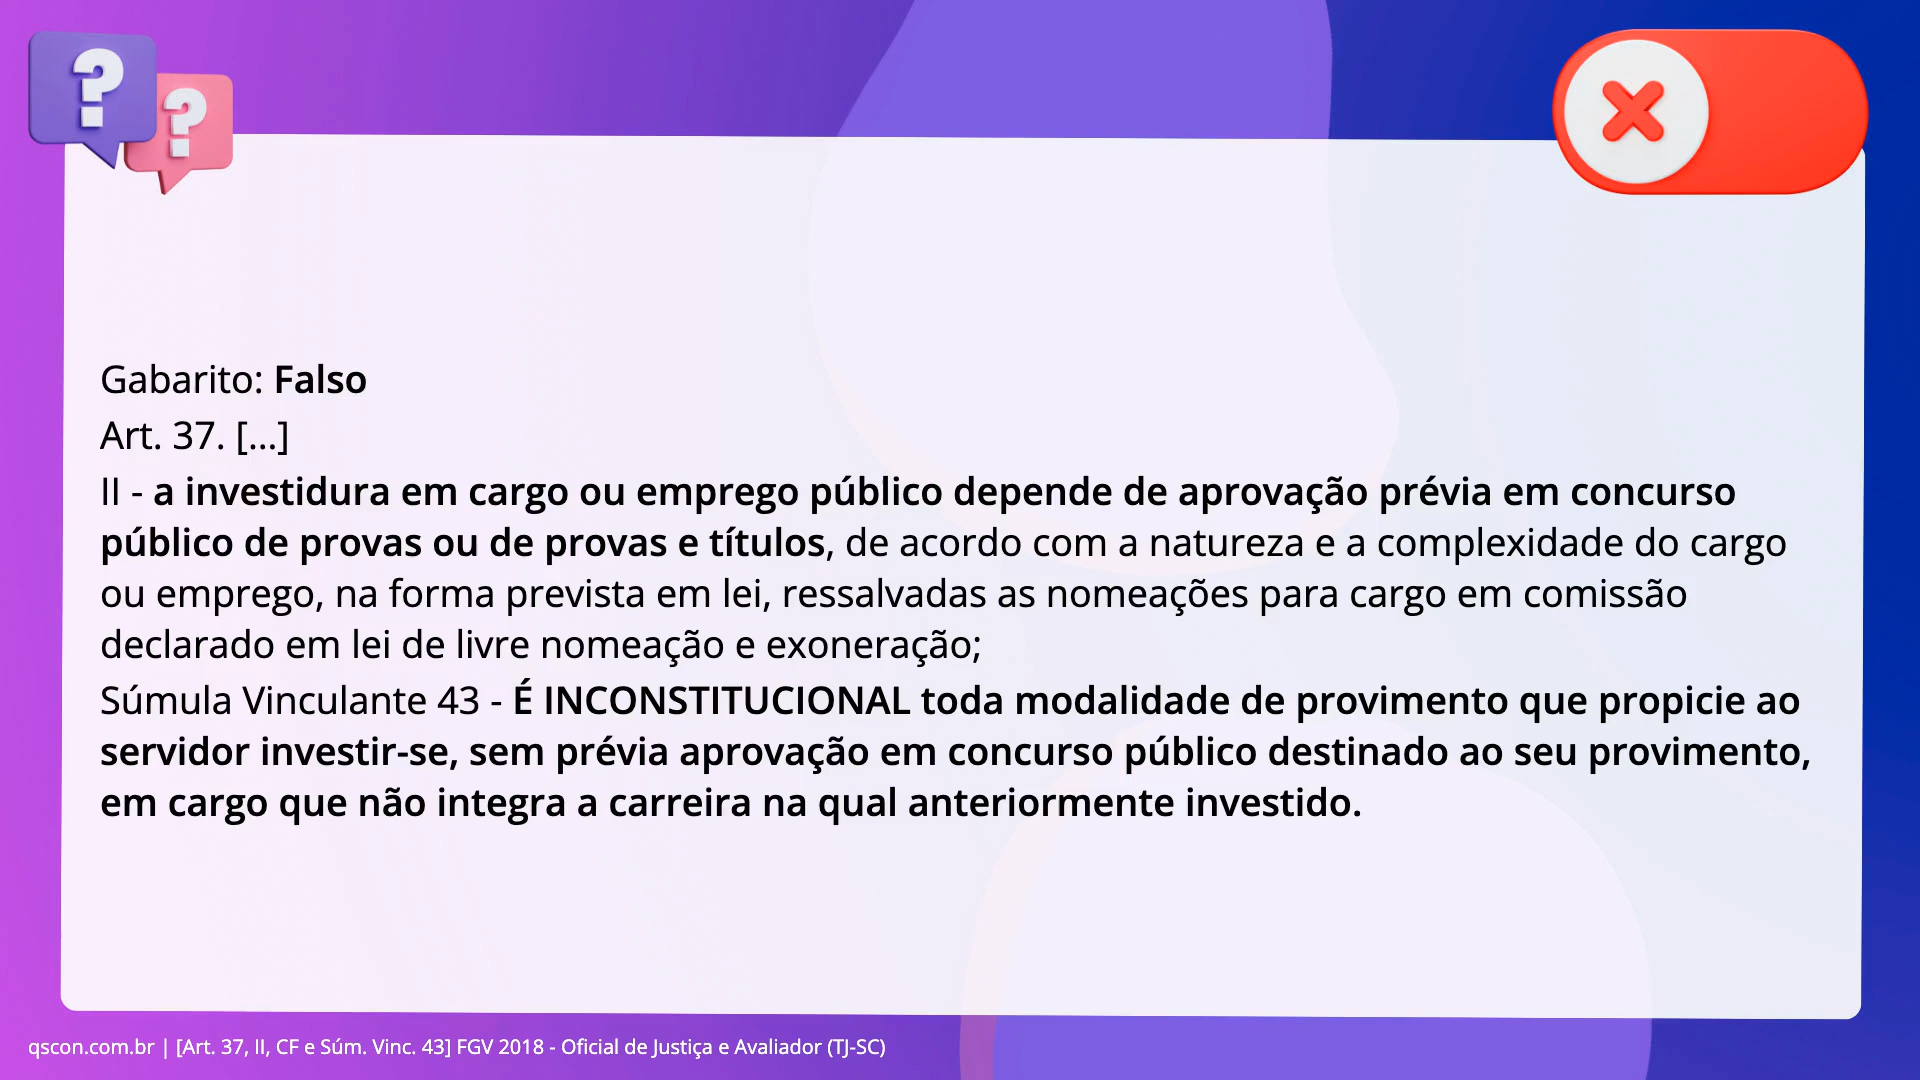 ? ?
Gabarito: Falso
Art. 37. [...]
II - a investidura em cargo ou emprego público depende de aprovação prévia em concurso
público de provas ou de provas e títulos, de acordo com a natureza e a complexidade do cargo
ou emprego, na forma prevista em lei, ressalvadas as nomeações para cargo em comissão
declarado em lei de livre nomeação e exoneração;
Súmula Vinculante 43 - É INCONSTITUCIONAL toda modalidade de provimento que propicie ao
servidor investir-se, sem prévia aprovação em concurso público destinado ao seu provimento,
em cargo que não integra a carreira na qual anteriormente investido.
qscon.com.br | [Art. 37, II, CF e Súm. Vinc. 43] FGV 2018 - Oficial de Justiça e Avaliador (TJ-SC)